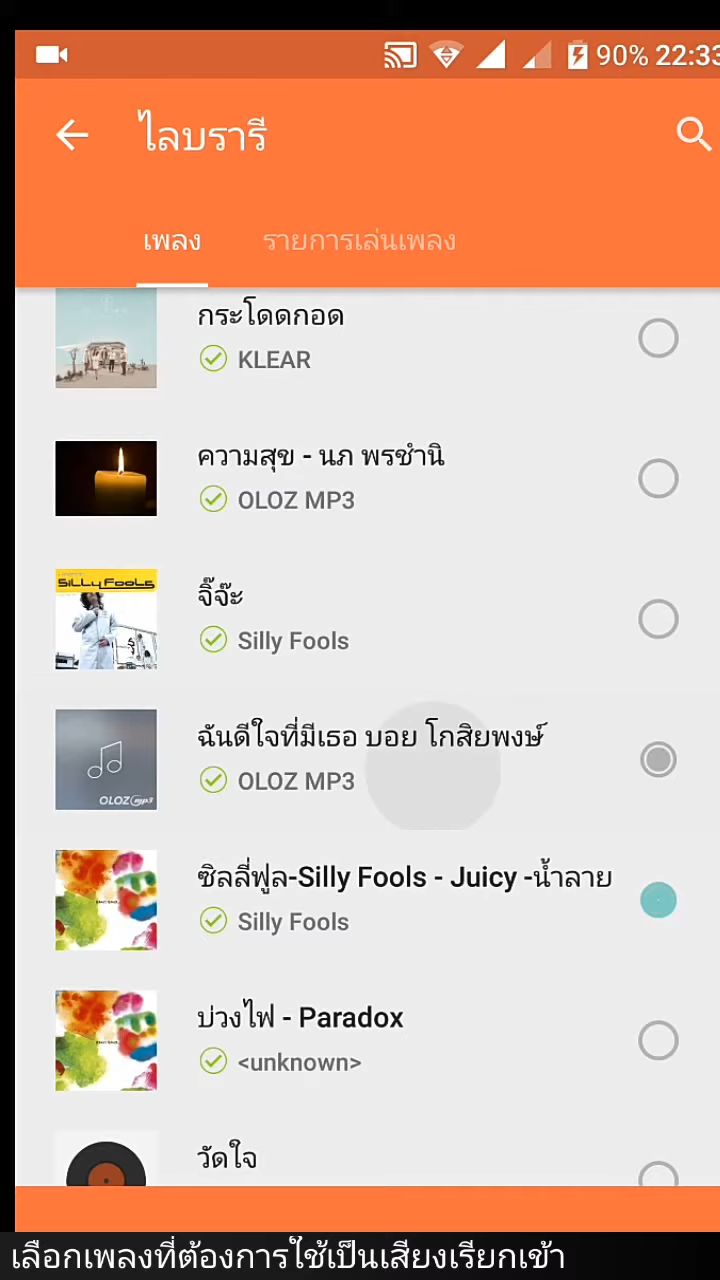 90% 22:33
ไลบรารี
เพลง รายการเล่นเพลง
กระโดดกอด
KLEAR
ความสุข - นภ พรชำนิ
OLOZ MP3
SiLLy FooLs
จิ๊จ๊ะ
Silly Fools
ฉันดีใจที่มีเธอ บอย โกสิยพงษ์
OLOZ MP3
OLOZ mp3
ซิลลี่ฟูล-Silly Fools - Juicy -น้ำลาย
Silly Fools
บ่วงไฟ - Paradox
<unknown>
วัดใจ
เลือกเพลงที่ต้องการใช้เป็นเสียงเรียกเข้า